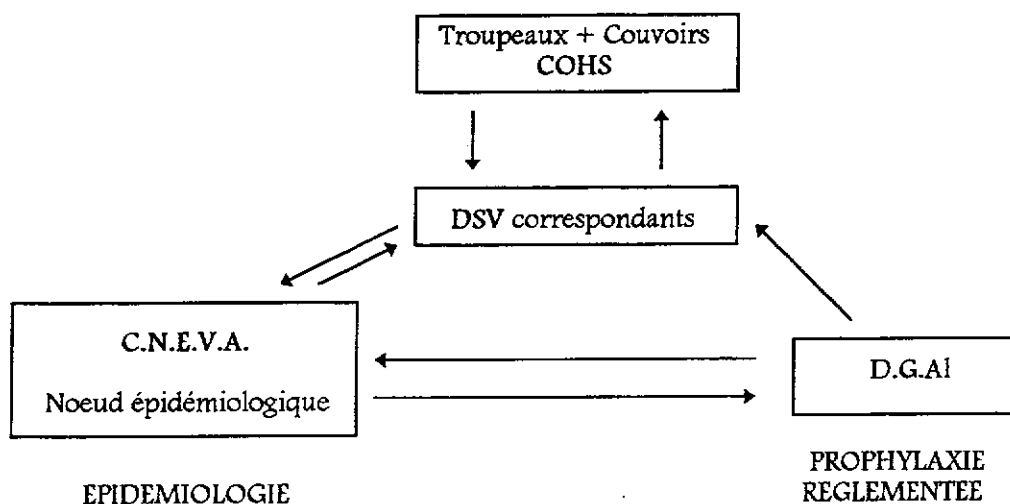 Troupeaux + Couvoirs
COHS
DSV correspondants
C.N.E.V.A.
Noeud épidémiologique
D.G.Al
EPIDEMIOLOGIE
PROPHYLAXIE
REGLEMENTEE